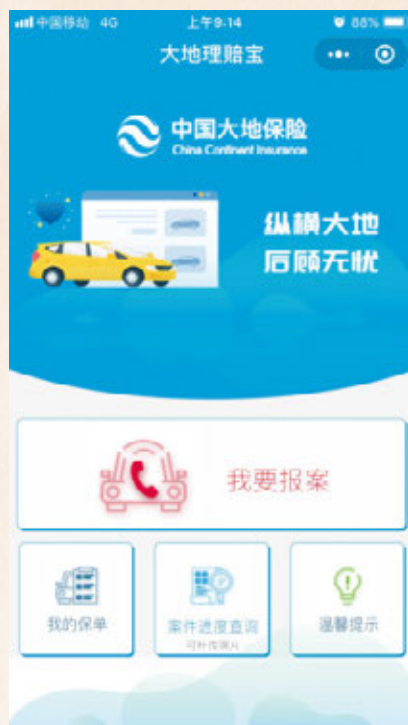 中国移动 4G 上午9:14 88%
大地理赔宝
中国大地保险
China Continent Insurance
纵横大地
后顾无忧
我要报案
我的保单 案件进度查询 温馨提示
可补传照片